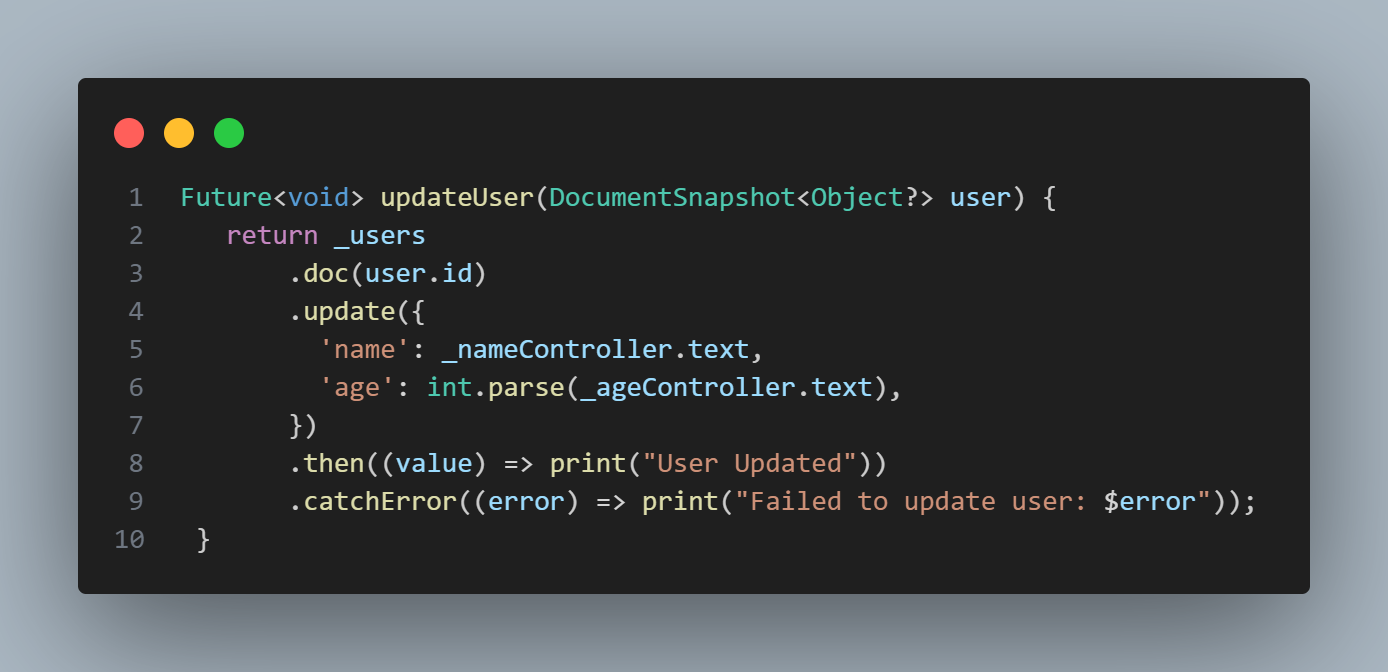 1 Future<void> updateUser(DocumentSnapshot<Object?> user) {
2 return _users
3 .doc(user.id)
4 .update({
5 'name': _nameController.text,
6 'age': int.parse(_ageController.text),
7 })
8 .then((value) => print("User Updated"))
9 .catchError((error) => print("Failed to update user: $error"));
10 }